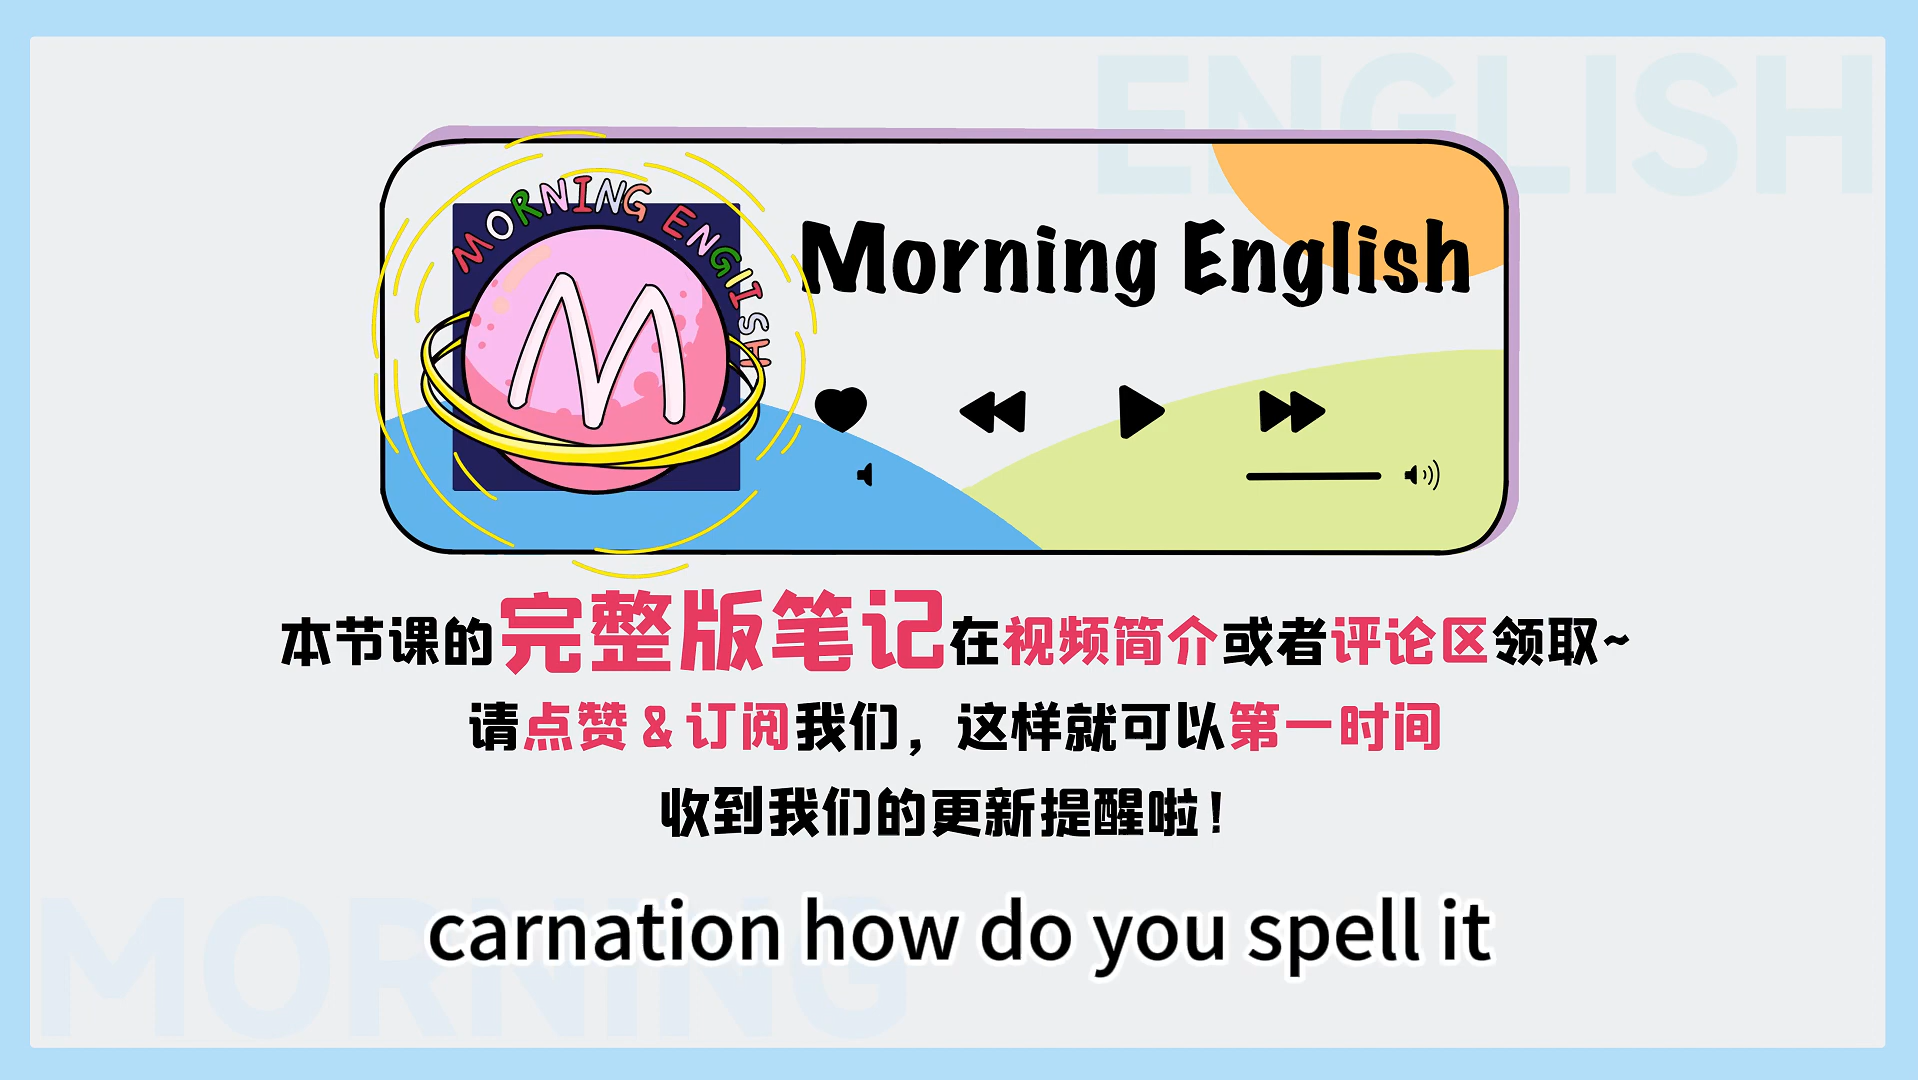 ENGLISH
MORNING ENGLISH
M
Morning English
本节课的完整版笔记在视频简介或者评论区领取~
请点赞&订阅我们，这样就可以第一时间
收到我们的更新提醒啦！
MORNING
carnation how do you spell it